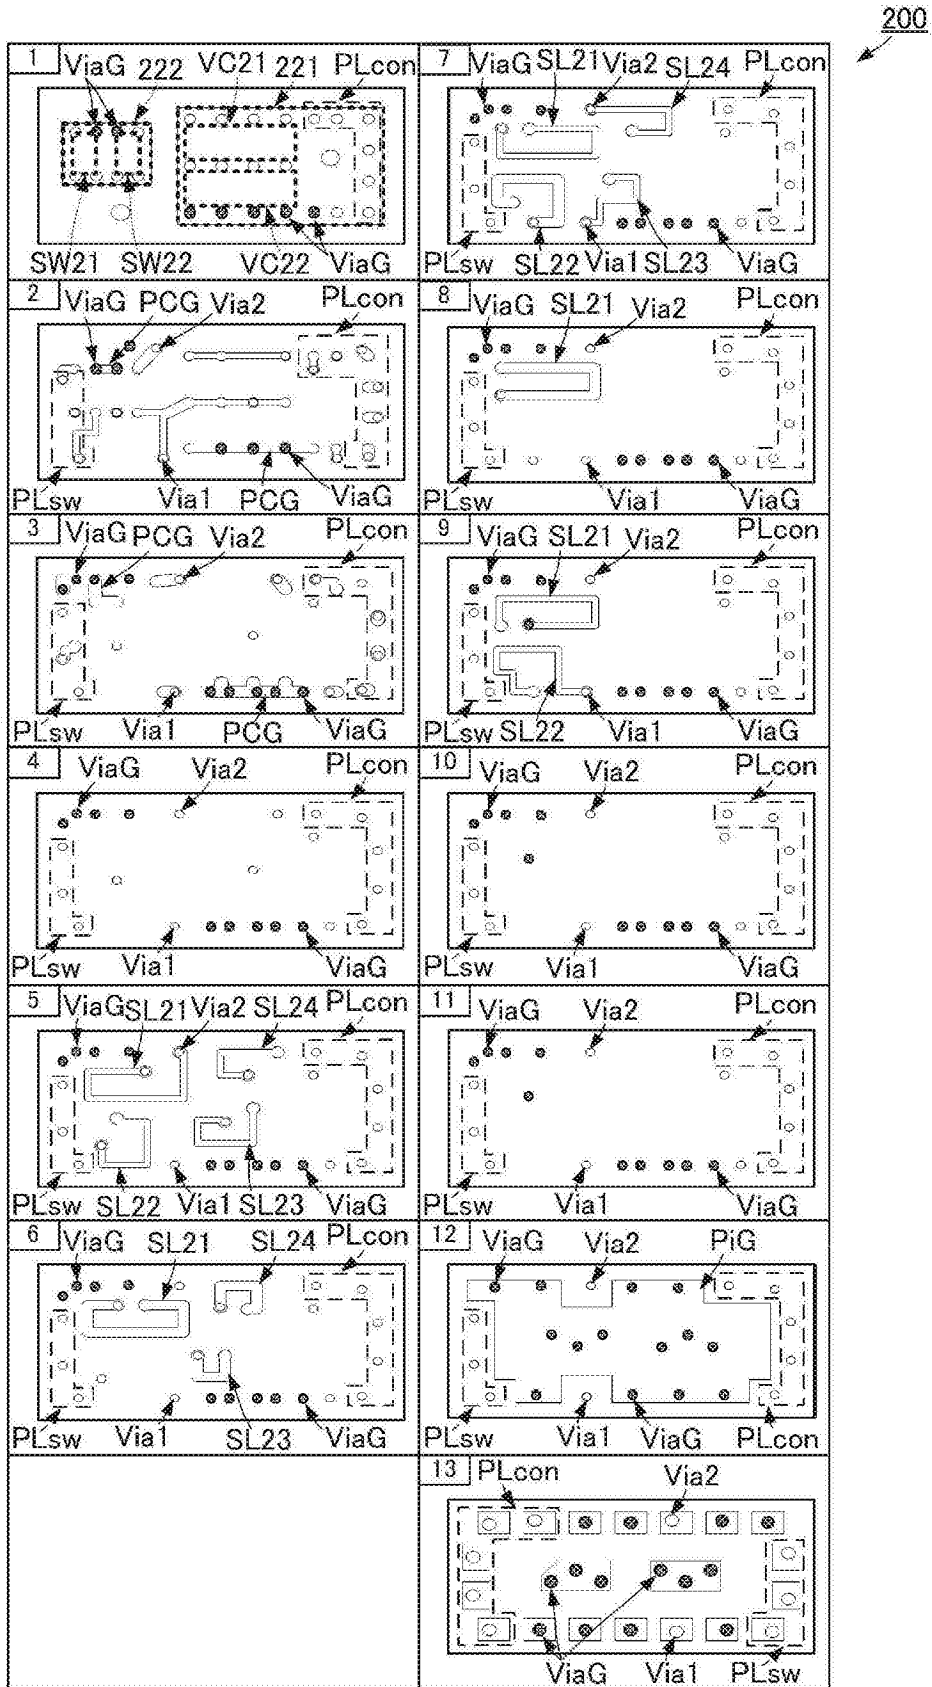 200
1
ViaG 222 VC21 221 PLcon
SW21 SW22 VC22 ViaG
2
ViaG PCG Via2 PLcon
PLsw Via1 PCG ViaG
3
ViaG PCG Via2 PLcon
PLsw Via1 PCG ViaG
4
ViaG Via2 PLcon
PLsw Via1 ViaG
5
ViaG SL21 Via2 SL24 PLcon
PLsw SL22 Via1 SL23 ViaG
6
ViaG SL21 SL24 PLcon
PLsw Via1 SL23 ViaG
7
ViaG SL21 Via2 SL24 PLcon
PLsw SL22 Via1 SL23 ViaG
8
ViaG SL21 Via2 PLcon
PLsw Via1 ViaG
9
ViaG SL21 Via2 PLcon
PLsw SL22 Via1 ViaG
10
ViaG Via2 PLcon
PLsw Via1 ViaG
11
ViaG Via2 PLcon
PLsw Via1 ViaG
12
ViaG Via2 PiG
PLsw Via1 ViaG PLcon
13
PLcon Via2
ViaG Via1 PLsw